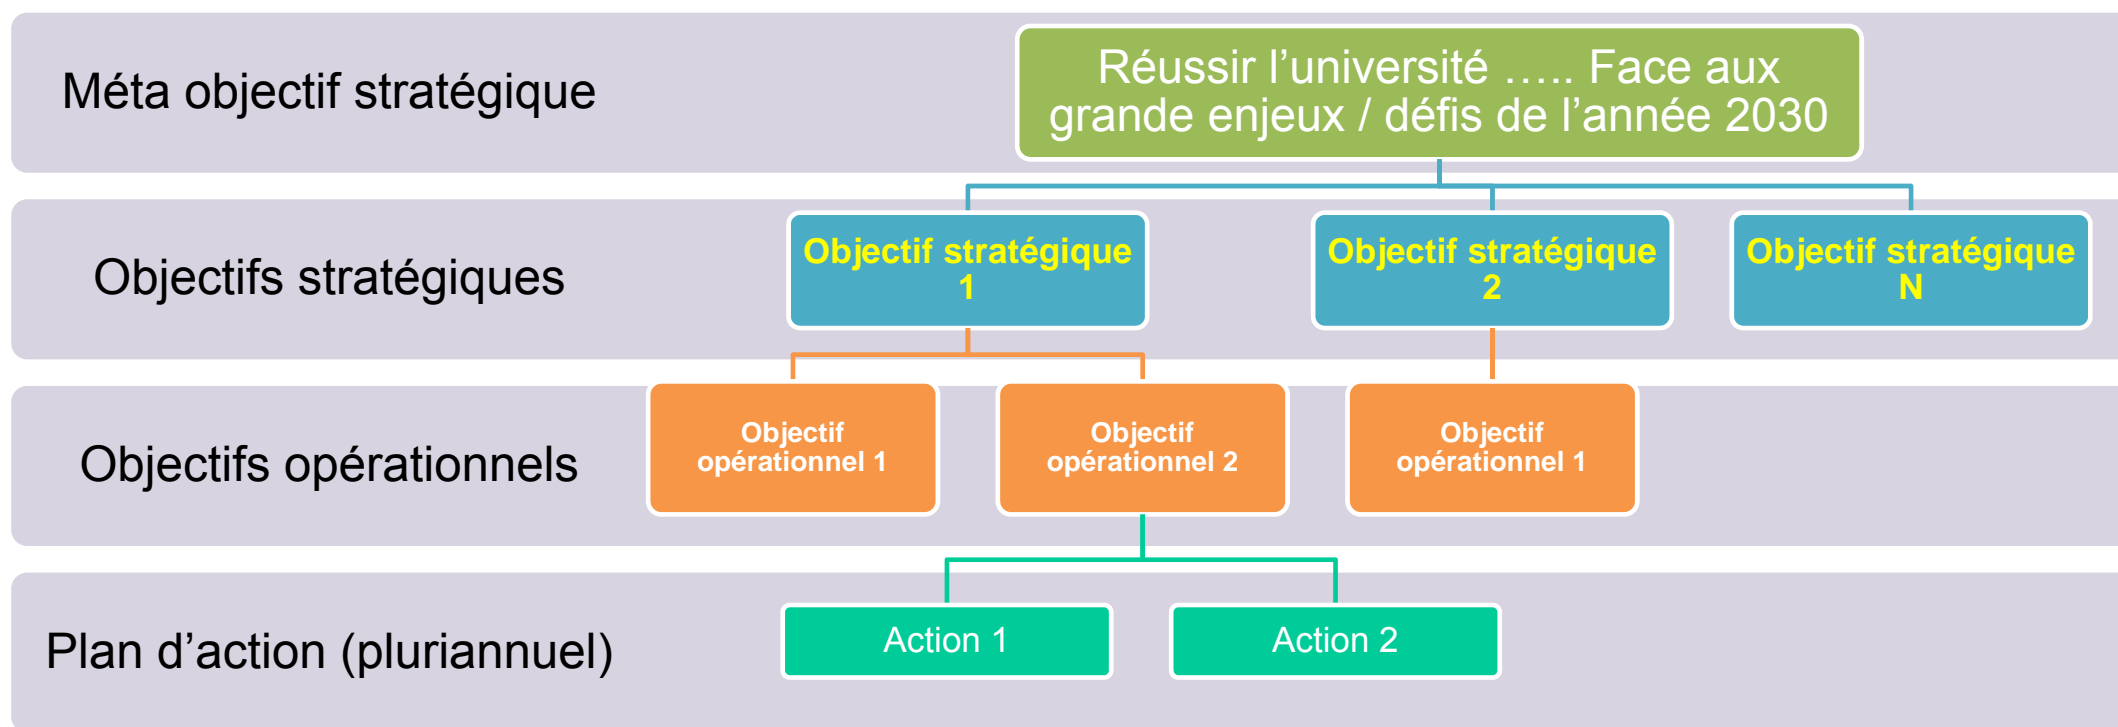 Méta objectif stratégique
Réussir l’université ….. Face aux
grande enjeux / défis de l’année 2030
Objectifs stratégiques
Objectif stratégique
1
Objectif stratégique
2
Objectif stratégique
N
Objectifs opérationnels
Objectif
opérationnel 1
Objectif
opérationnel 2
Objectif
opérationnel 1
Plan d’action (pluriannuel)
Action 1
Action 2